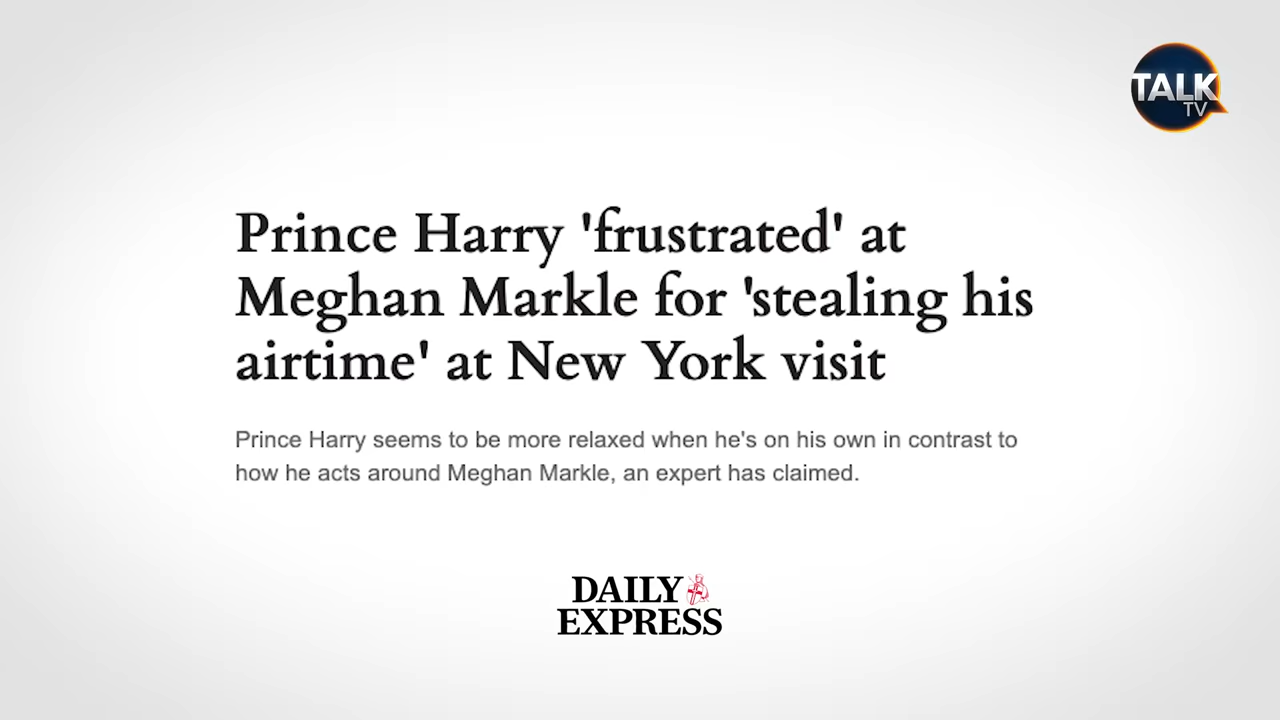 TALK
TV
Prince Harry 'frustrated' at
Meghan Markle for 'stealing his
airtime' at New York visit
Prince Harry seems to be more relaxed when he's on his own in contrast to
how he acts around Meghan Markle, an expert has claimed.
DAILY
EXPRESS